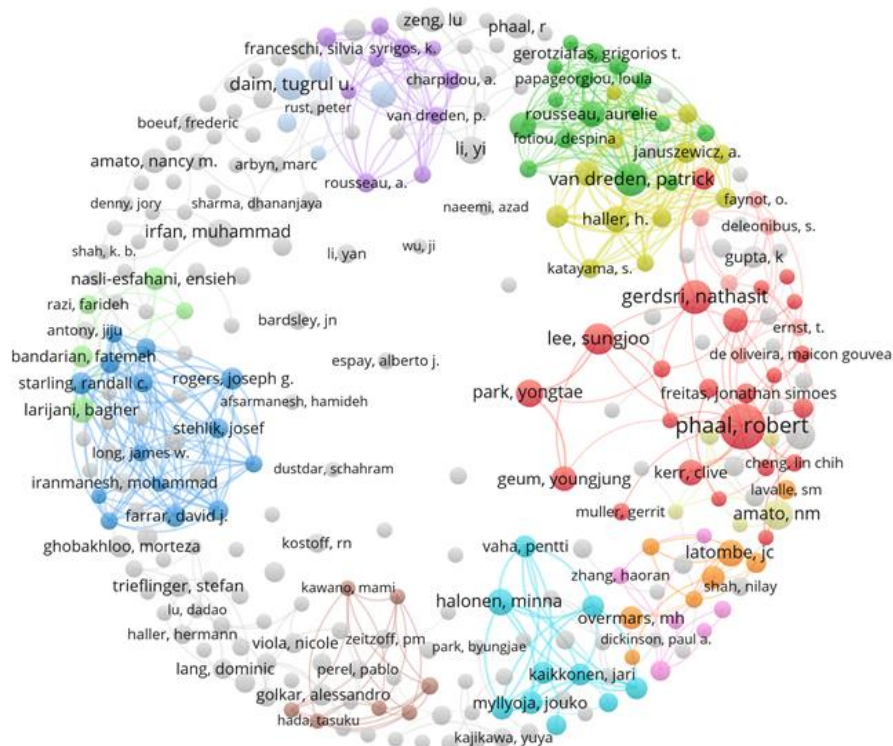 zeng, lu
phaal, r
franceschi, silvia
syrigos, k.
gerotziafas, grigorios t.
daim, tugrul u.
charpidou, a.
papageorgiou, loula
rust, peter
van dreden, p.
rousseau, aurelie
boeuf, frederic
fotiou, despina
li, yi
januszewicz, a.
amato, nancy m.
arbyn, marc
rousseau, a.
van dreden, patrick
denny, jory
sharma, dhananjaya
naeemi, azad
haller, h.
faynot, o.
deleonibus, s.
irfan, muhammad
shah, k. b.
li, yan
wu, ji
gupta, k
nasli-esfahani, ensieh
katayama, s.
razi, farideh
gerdsri, nathasit
antony, jiju
bardsley, jn
ernst, t.
lee, sungjoo
bandarian, fatemeh
espay, alberto j.
de oliveira, maicon gouvea
starling, randall c.
rogers, joseph g.
park, yongtae
freitas, jonathan simoes
larijani, bagher
afsarmanesh, hamideh
stehlik, josef
phaal, robert
long, james w.
dustdar, schahram
cheng, lin chih
iranmanesh, mohammad
geum, youngjung
kerr, clive
lavalle, sm
farrar, david j.
muller, gerrit
amato, nm
ghobakhloo, morteza
kostoff, rn
vaha, pentti
latombe, jc
zhang, haoran
trieflinger, stefan
kawano, mami
shah, nilay
halonen, minna
lu, dadao
overmars, mh
haller, hermann
viola, nicole
zeitzoff, pm
park, byungjae
dickinson, paul a.
lang, dominic
perel, pablo
kaikkonen, jari
golkar, alessandro
myllyoja, jouko
hada, tasuku
kajikawa, yuya